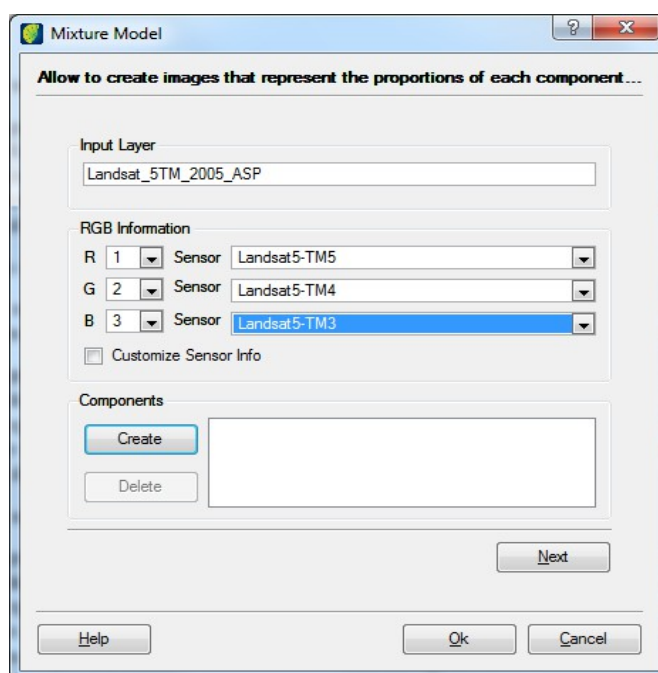 Mixture Model
Allow to create images that represent the proportions of each component...
Input Layer
Landsat_5TM_2005_ASP
RGB Information
R 1 Sensor Landsat5-TM5
G 2 Sensor Landsat5-TM4
B 3 Sensor Landsat5-TM3
Customize Sensor Info
Components
Create
Delete
Next
Help Ok Cancel